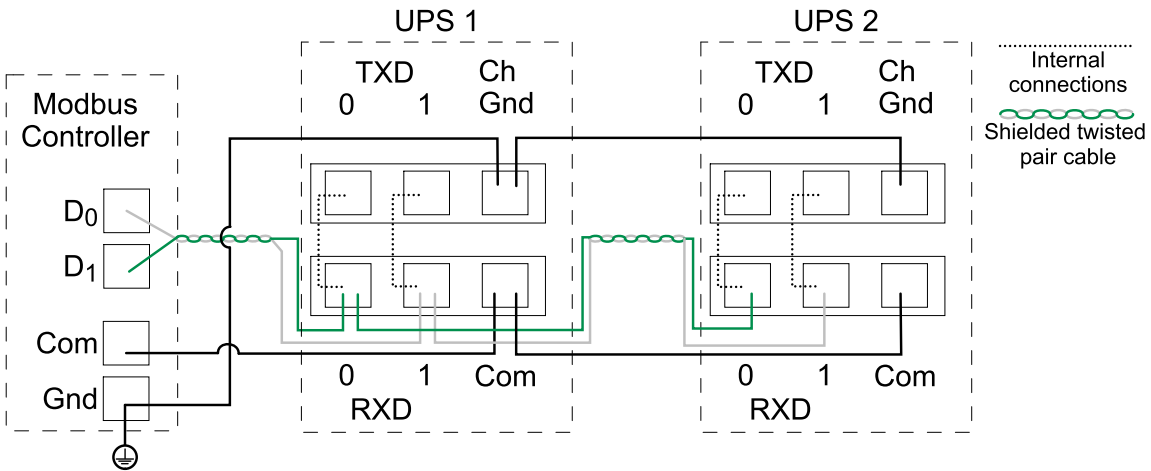 UPS 1
UPS 2
Modbus
Controller
D0
D1
Com
Gnd
TXD
0 1
Ch
Gnd
0 1 Com
RXD
TXD
0 1
Ch
Gnd
0 1 Com
RXD
Internal
connections
Shielded twisted
pair cable